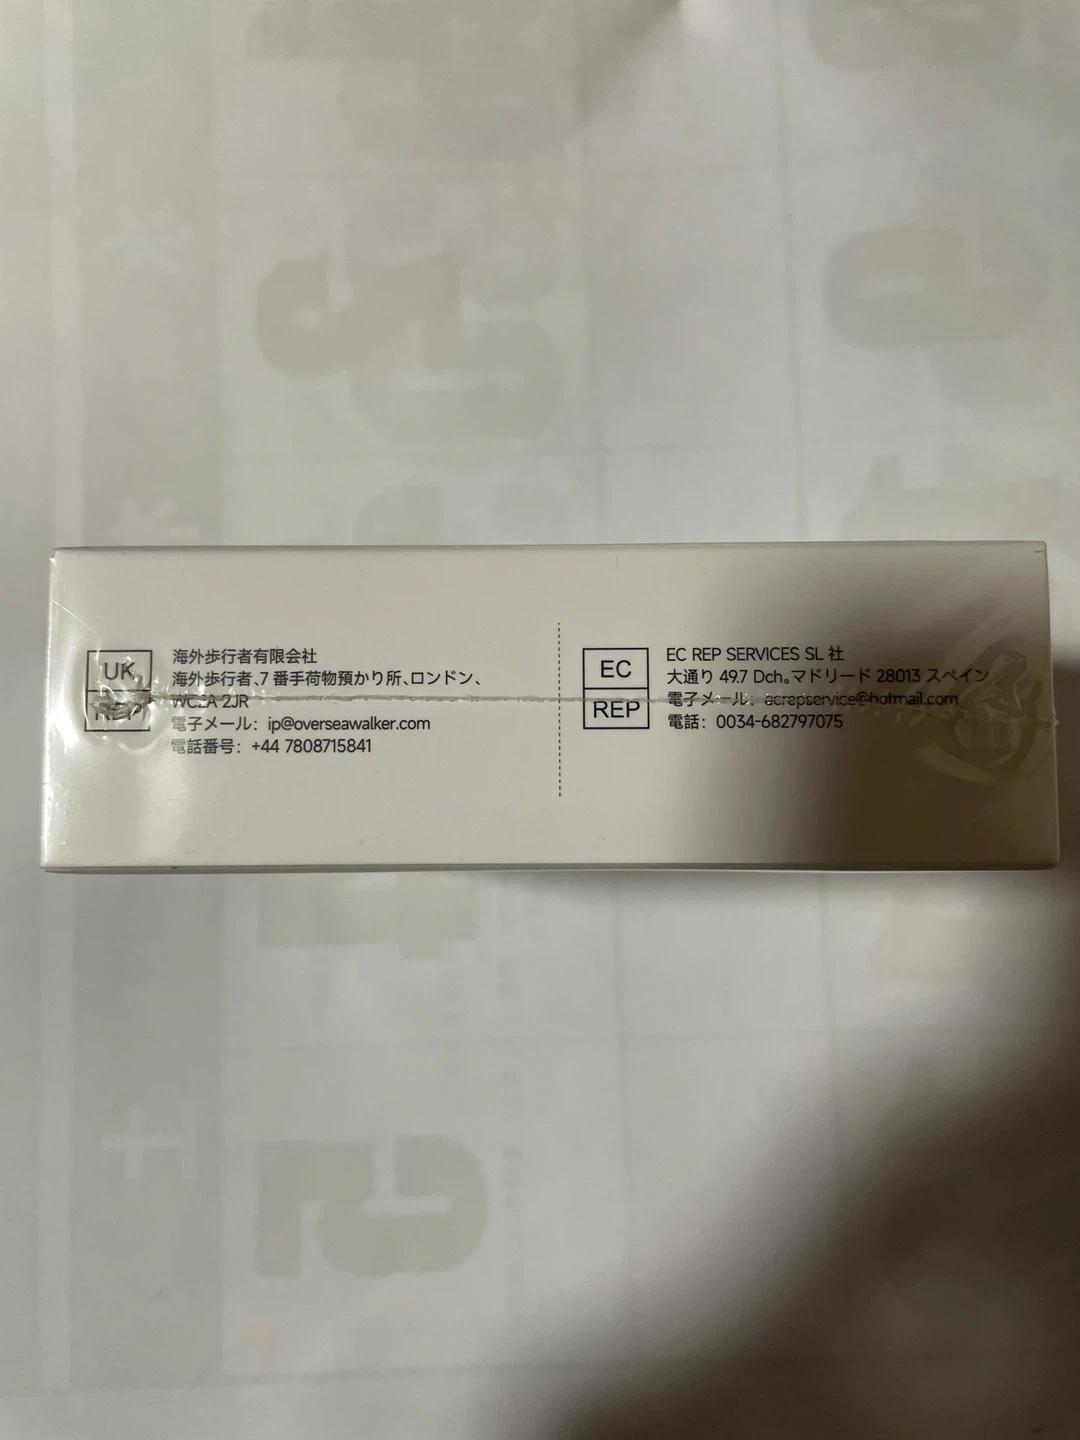 UK
REP
海外歩行者有限会社
海外歩行者、7 番手荷物預かり所、ロンドン、
WC2A 2JR
電子メール: ip@overseawalker.com
電話番号: +44 7808715841
EC
REP
EC REP SERVICES SL 社
大通り 49.7 Dch。マドリード 28013 スペイン
電子メール: acrepservice@hotmail.com
電話: 0034-682797075